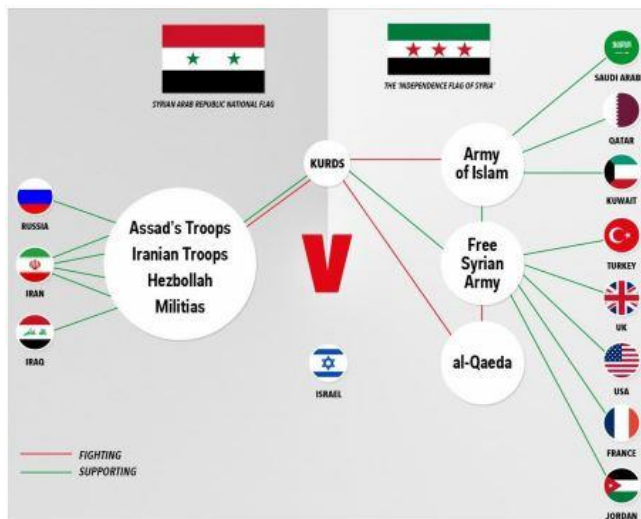 SYRIAN ARAB REPUBLIC NATIONAL FLAG
THE 'INDEPENDENCE FLAG OF SYRIA'
SAUDI ARAB
QATAR
KUWAIT
TURKEY
UK
USA
FRANCE
JORDAN
KURDS
Army
of Islam
Free
Syrian
Army
al-Qaeda
V
ISRAEL
RUSSIA
IRAN
IRAQ
Assad's Troops
Iranian Troops
Hezbollah
Militias
FIGHTING
SUPPORTING